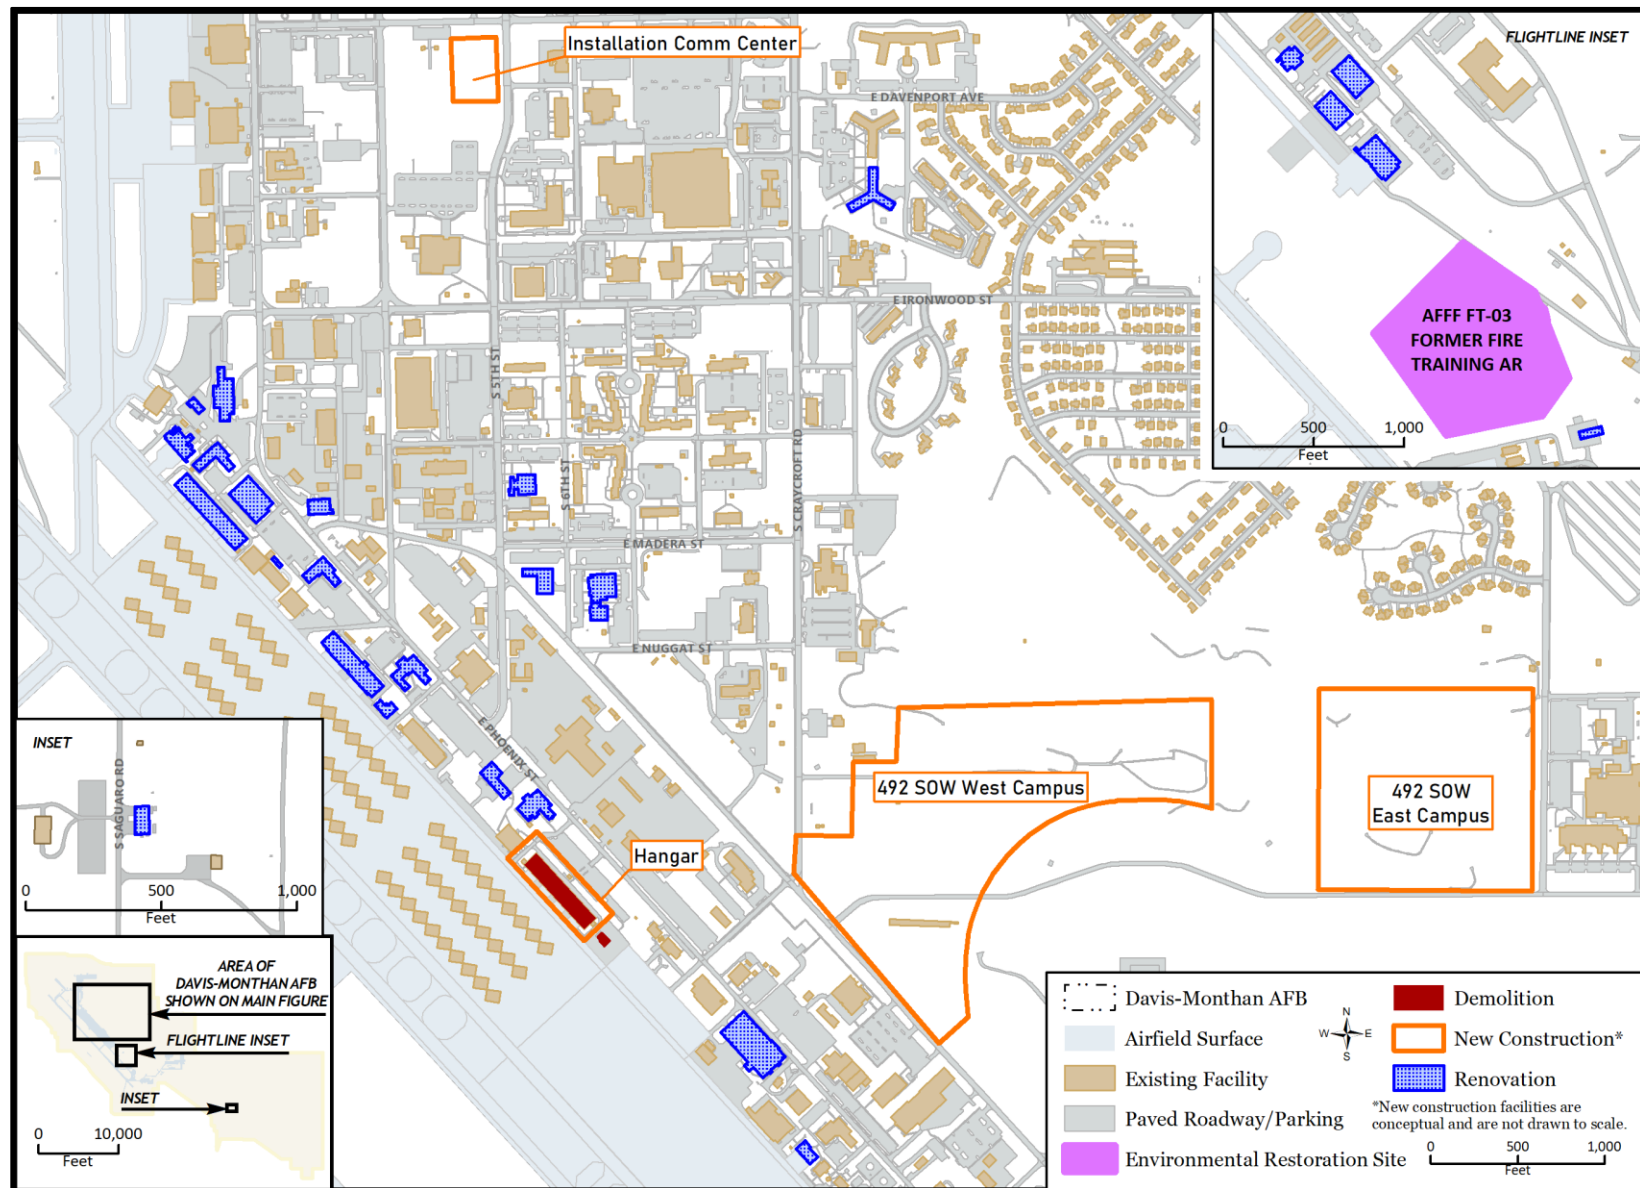 Installation Comm Center
FLIGHTLINE INSET
E DAVENPORT AVE
E IRONWOOD ST
S 5TH ST
S 6TH ST
S CRAYCROFT RD
E MADERA ST
E NUGGAT ST
E PHOENIX ST
AFFF FT-03
FORMER FIRE
TRAINING AR
0 500 1,000
Feet
492 SOW West Campus
492 SOW
East Campus
Hangar
INSET
S SAGUARO RD
0 500 1,000
Feet
AREA OF
DAVIS-MONTHAN AFB
SHOWN ON MAIN FIGURE
FLIGHTLINE INSET
INSET
0 10,000
Feet
Davis-Monthan AFB
Airfield Surface
Existing Facility
Paved Roadway/Parking
Environmental Restoration Site
N
W E
S
Demolition
New Construction*
Renovation
*New construction facilities are
conceptual and are not drawn to scale.
0 500 1,000
Feet